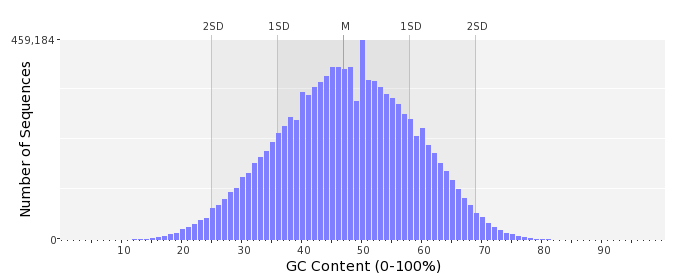 2SD 1SD M 1SD 2SD
459,184
Number of Sequences
0
10 20 30 40 50 60 70 80 90
GC Content (0-100%)